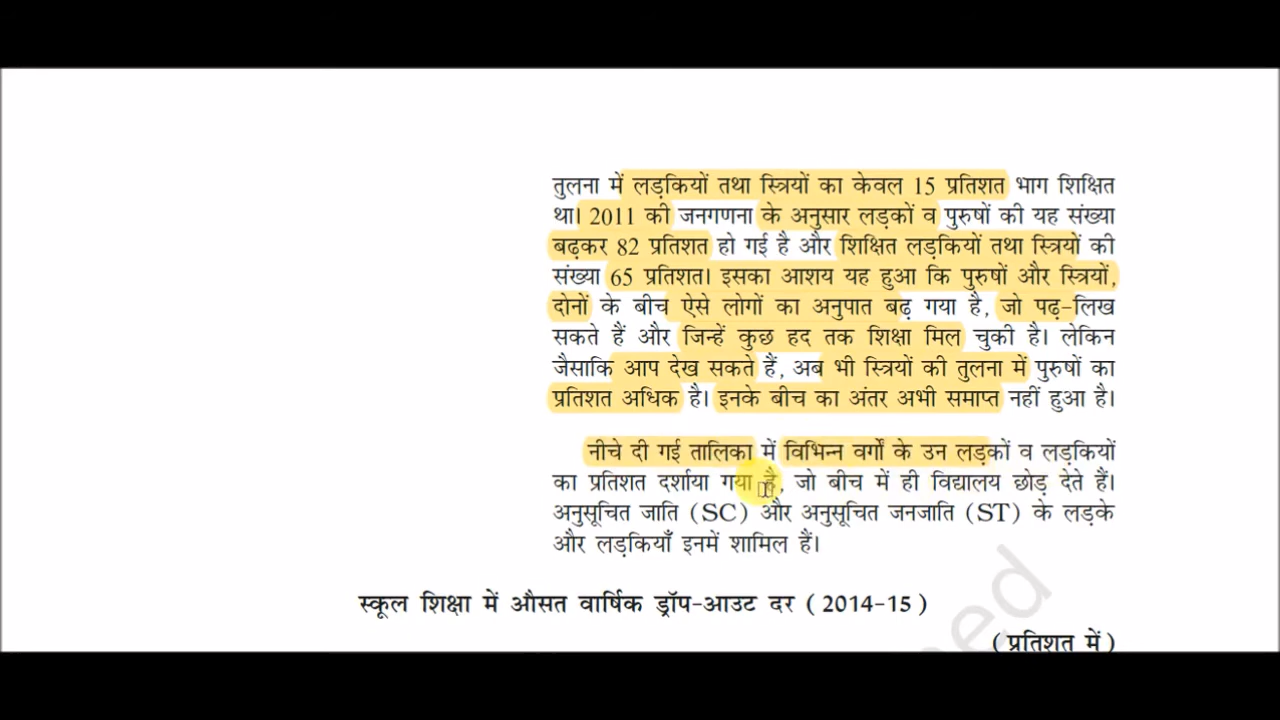 तुलना में लड़कियों तथा स्त्रियों का केवल 15 प्रतिशत भाग शिक्षित
था। 2011 की जनगणना के अनुसार लड़कों व पुरुषों की यह संख्या
बढ़कर 82 प्रतिशत हो गई है और शिक्षित लड़कियों तथा स्त्रियों की
संख्या 65 प्रतिशत। इसका आशय यह हुआ कि पुरुषों और स्त्रियों,
दोनों के बीच ऐसे लोगों का अनुपात बढ़ गया है, जो पढ़-लिख
सकते हैं और जिन्हें कुछ हद तक शिक्षा मिल चुकी है। लेकिन
जैसाकि आप देख सकते हैं, अब भी स्त्रियों की तुलना में पुरुषों का
प्रतिशत अधिक है। इनके बीच का अंतर अभी समाप्त नहीं हुआ है।
नीचे दी गई तालिका में विभिन्न वर्गों के उन लड़कों व लड़कियों
का प्रतिशत दर्शाया गया है, जो बीच में ही विद्यालय छोड़ देते हैं।
अनुसूचित जाति (SC) और अनुसूचित जनजाति (ST) के लड़के
और लड़कियाँ इनमें शामिल हैं।
स्कूल शिक्षा में औसत वार्षिक ड्रॉप-आउट दर (2014-15)
(प्रतिशत में)